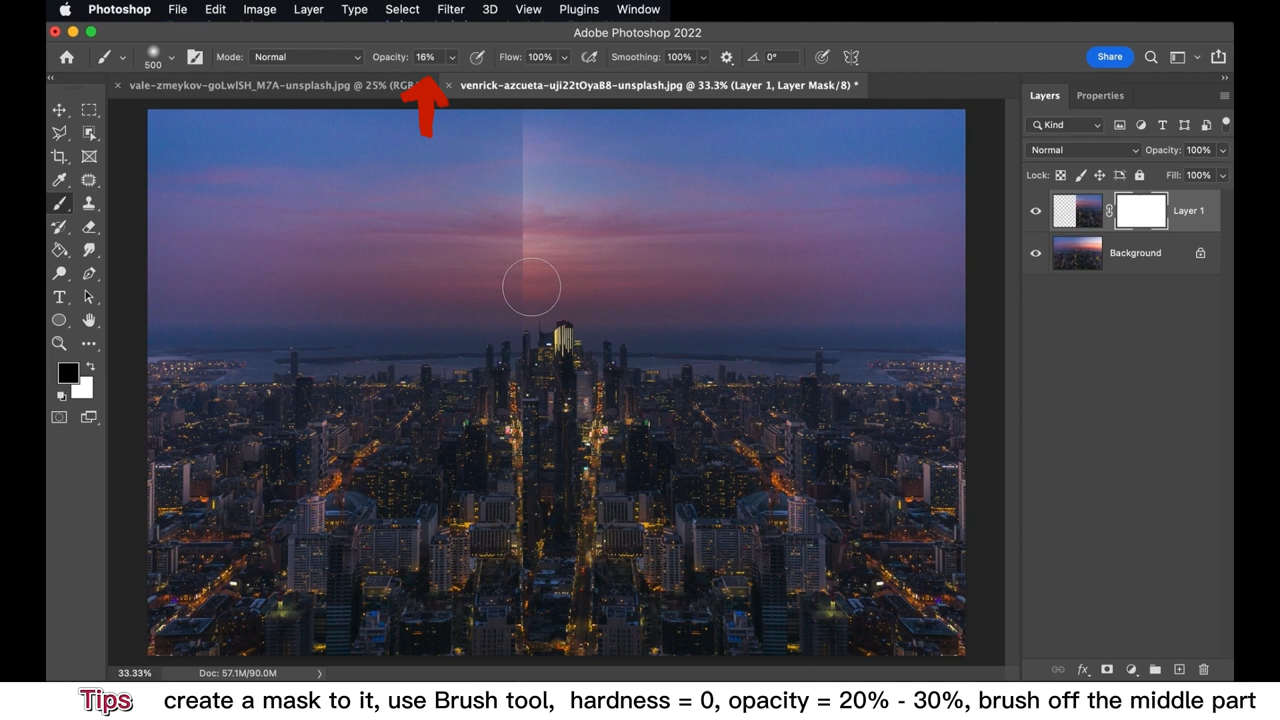 Photoshop File Edit Image Layer Type Select Filter 3D View Plugins Window
Adobe Photoshop 2022
500 Mode: Normal Opacity: 16% Flow: 100% Smoothing: 100% 0° Share
vale-zmeykov-goLwlSH_M7A-unsplash.jpg @ 25% (RGB venrick-azcueta-uji22tOyaB8-unsplash.jpg @ 33.3% (Layer 1, Layer Mask/8) *
Layers Properties
Kind
Normal Opacity: 100%
Lock: Fill: 100%
Layer 1
Background
33.33% Doc: 57.1M/90.0M
Tips create a mask to it, use Brush tool, hardness = 0, opacity = 20% - 30%, brush off the middle part